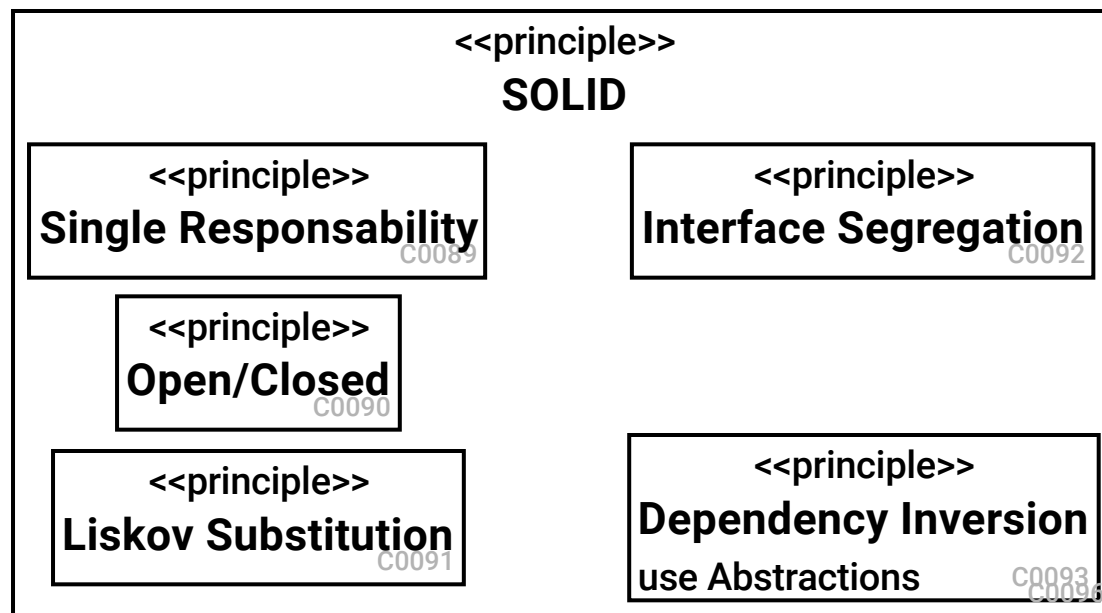 <<principle>>
SOLID
<<principle>>
Single Responsability
C0089
<<principle>>
Interface Segregation
C0092
<<principle>>
Open/Closed
C0090
<<principle>>
Liskov Substitution
C0091
<<principle>>
Dependency Inversion
use Abstractions
C0093
C0096